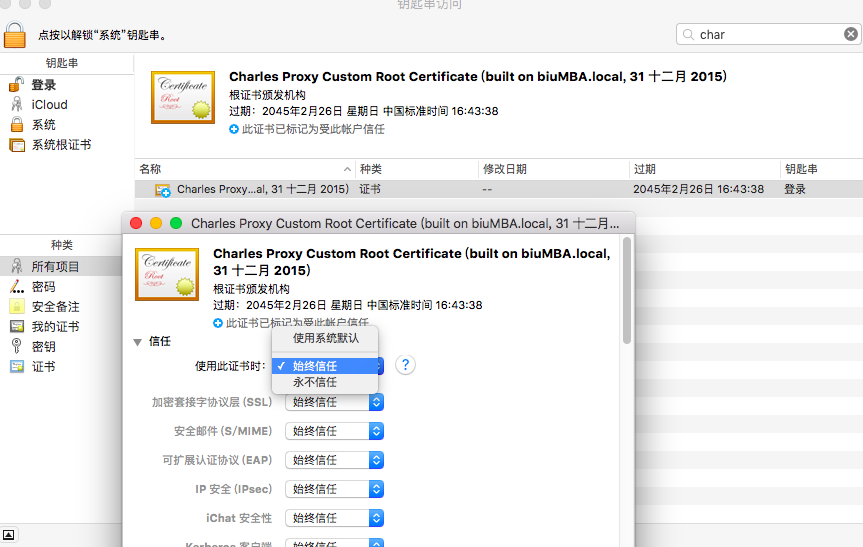 钥匙串访问
点按以解锁“系统”钥匙串。
char
钥匙串
登录
iCloud
系统
系统根证书
Charles Proxy Custom Root Certificate (built on biuMBA.local, 31 十二月 2015)
根证书颁发机构
过期：2045年2月26日 星期日 中国标准时间 16:43:38
此证书已标记为受此帐户信任
名称 种类 修改日期 过期 钥匙串
Charles Proxy...al, 31 十二月 2015) 证书 -- 2045年2月26日 16:43:38 登录
种类
所有项目
密码
安全备注
我的证书
密钥
证书
Charles Proxy Custom Root Certificate (built on biuMBA.local, 31 十二月...
Charles Proxy Custom Root Certificate (built on biuMBA.local,
31 十二月 2015)
根证书颁发机构
过期：2045年2月26日 星期日 中国标准时间 16:43:38
此证书已标记为受此帐户信任
信任
使用系统默认
使用此证书时： ✓ 始终信任 ?
永不信任
加密套接字协议层 (SSL) 始终信任
安全邮件 (S/MIME) 始终信任
可扩展认证协议 (EAP) 始终信任
IP 安全 (IPsec) 始终信任
iChat 安全性 始终信任
Kerberos 客户端 始终信任